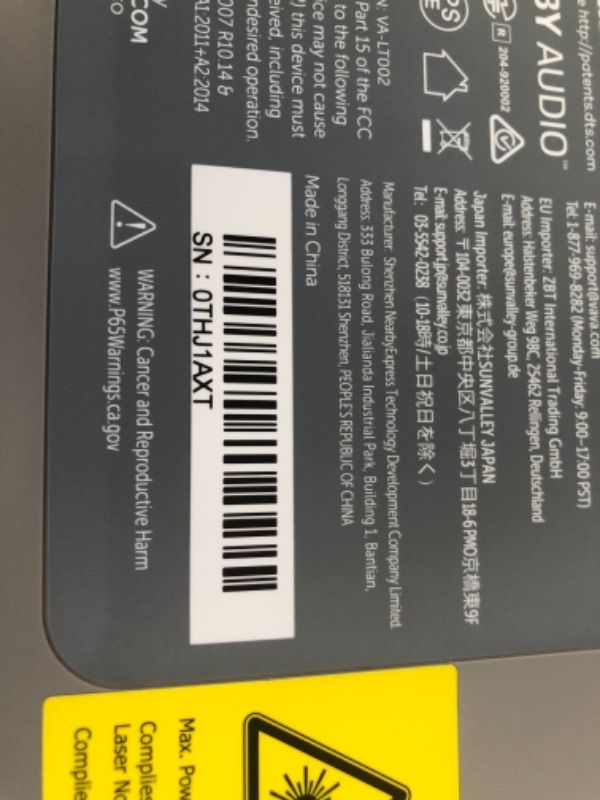 e http://patents.dts.com
BY AUDIO™
R 204-920002
PS
E
N: VA-LT002
Part 15 of the FCC
to the following
ice may not cause
) this device must
eived, including
ndesired operation.
007 R10.14 &
A1:2011+A2:2014
COM
TO
E-mail: support@vava.com
Tel: 1-877-969-8282 (Monday-Friday, 9:00–17:00 PST)
EU Importer: ZBT International Trading GmbH
Address: Halstenbeker Weg 98C, 25462 Rellingen, Deutschland
E-mail: europe@sunvalley-group.de
Japan Importer: 株式会社SUNVALLEY JAPAN
Address: 〒104-0032 東京都中央区八丁堀3丁目18-6 PMO京橋東9F
E-mail: support.jp@sunvalley.co.jp
Tel: 03-5542-0238（10-18時/土日祝日を除く）
Manufacturer: Shenzhen NearbyExpress Technology Development Company Limited.
Address: 333 Bulong Road, Jialianda Industrial Park, Building 1, Bantian,
Longgang District, 518131 Shenzhen, PEOPLE'S REPUBLIC OF CHINA
Made in China
SN : 0THJ1AXT
WARNING: Cancer and Reproductive Harm
www.P65Warnings.ca.gov
Max. Pow
Complies
Laser No
Complie